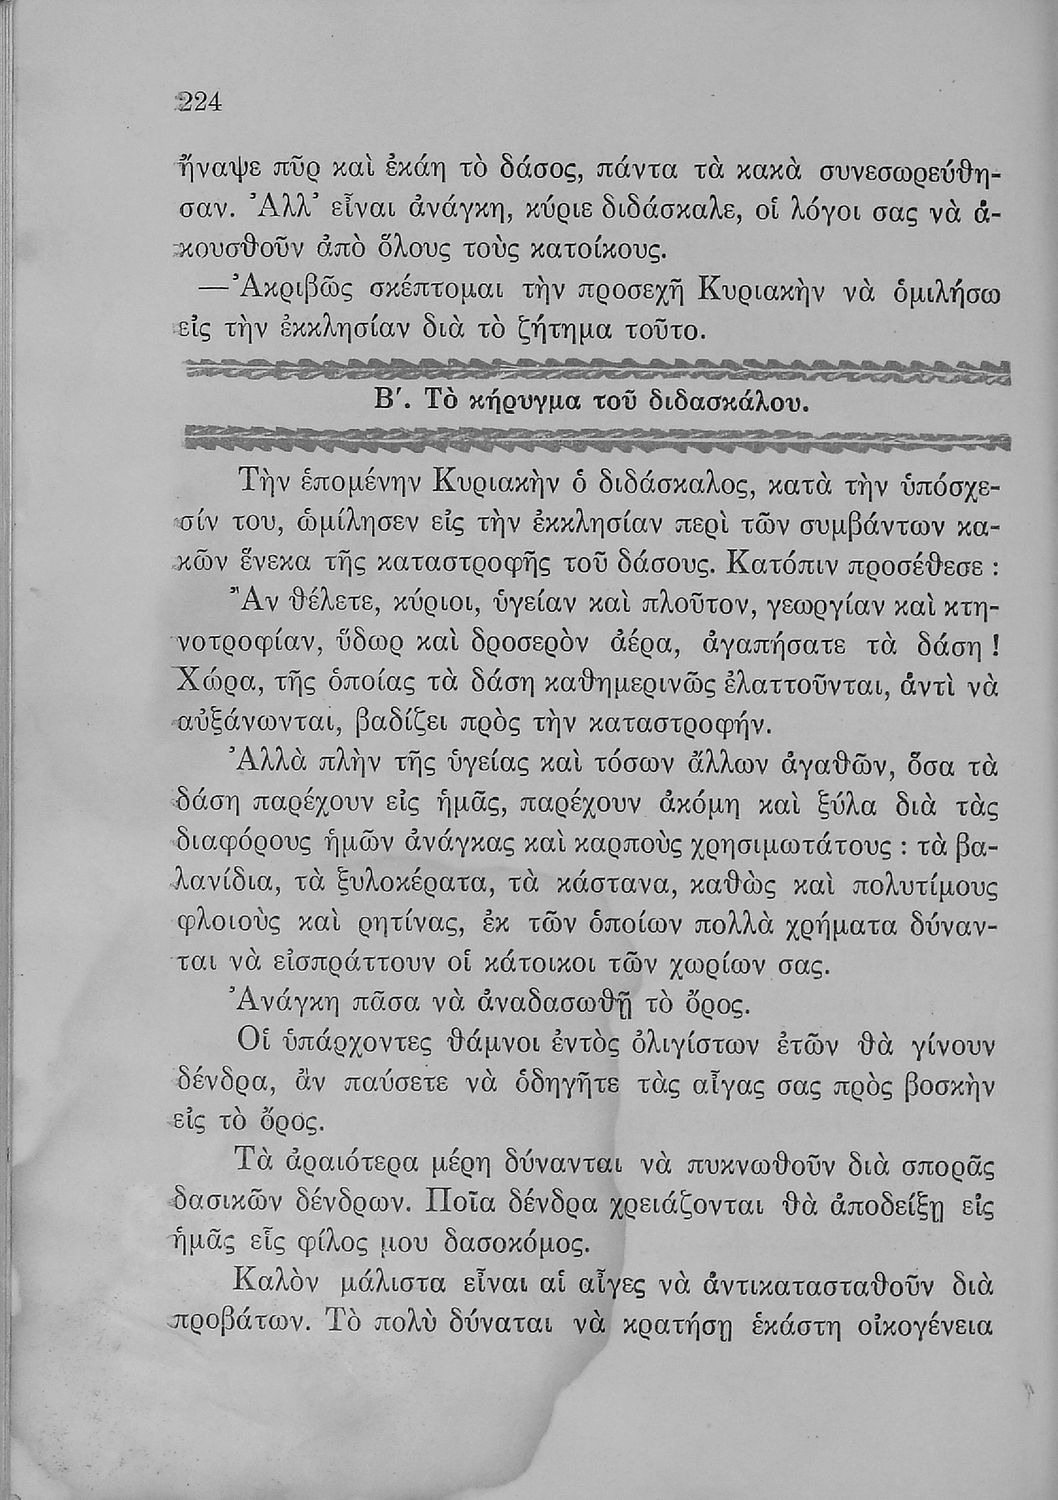 224
ἤναψε πῦρ καὶ ἐκάη τὸ δάσος, πάντα τὰ κακὰ συνεσωρεύθη-
σαν. Ἀλλ’ εἶναι ἀνάγκη, κύριε διδάσκαλε, οἱ λόγοι σας νὰ ἀ-
κουσθοῦν ἀπὸ ὅλους τοὺς κατοίκους.
—Ἀκριβῶς σκέπτομαι τὴν προσεχῆ Κυριακὴν νὰ ὁμιλήσω
εἰς τὴν ἐκκλησίαν διὰ τὸ ζήτημα τοῦτο.
Β΄. Τὸ κήρυγμα τοῦ διδασκάλου.
Τὴν ἑπομένην Κυριακὴν ὁ διδάσκαλος, κατὰ τὴν ὑπόσχε-
σίν του, ὡμίλησεν εἰς τὴν ἐκκλησίαν περὶ τῶν συμβάντων κα-
κῶν ἕνεκα τῆς καταστροφῆς τοῦ δάσους. Κατόπιν προσέθεσε :
Ἂν θέλετε, κύριοι, ὑγείαν καὶ πλοῦτον, γεωργίαν καὶ κτη-
νοτροφίαν, ὕδωρ καὶ δροσερὸν ἀέρα, ἀγαπήσατε τὰ δάση !
Χώρα, τῆς ὁποίας τὰ δάση καθημερινῶς ἐλαττοῦνται, ἀντὶ νὰ
αὐξάνωνται, βαδίζει πρὸς τὴν καταστροφήν.
Ἀλλὰ πλὴν τῆς ὑγείας καὶ τόσων ἄλλων ἀγαθῶν, ὅσα τὰ
δάση παρέχουν εἰς ἡμᾶς, παρέχουν ἀκόμη καὶ ξύλα διὰ τὰς
διαφόρους ἡμῶν ἀνάγκας καὶ καρποὺς χρησιμωτάτους : τὰ βα-
λανίδια, τὰ ξυλοκέρατα, τὰ κάστανα, καθὼς καὶ πολυτίμους
φλοιοὺς καὶ ρητίνας, ἐκ τῶν ὁποίων πολλὰ χρήματα δύναν-
ται νὰ εἰσπράττουν οἱ κάτοικοι τῶν χωρίων σας.
Ἀνάγκη πᾶσα νὰ ἀναδασωθῇ τὸ ὄρος.
Οἱ ὑπάρχοντες θάμνοι ἐντὸς ὀλιγίστων ἐτῶν θὰ γίνουν
δένδρα, ἂν παύσετε νὰ ὁδηγῆτε τὰς αἶγας σας πρὸς βοσκὴν
εἰς τὸ ὄρος.
Τὰ ἀραιότερα μέρη δύνανται νὰ πυκνωθοῦν διὰ σπορᾶς
δασικῶν δένδρων. Ποῖα δένδρα χρειάζονται θὰ ἀποδείξῃ εἰς
ἡμᾶς εἷς φίλος μου δασοκόμος.
Καλὸν μάλιστα εἶναι αἱ αἶγες νὰ ἀντικατασταθοῦν διὰ
προβάτων. Τὸ πολὺ δύναται νὰ κρατήσῃ ἑκάστη οἰκογένεια